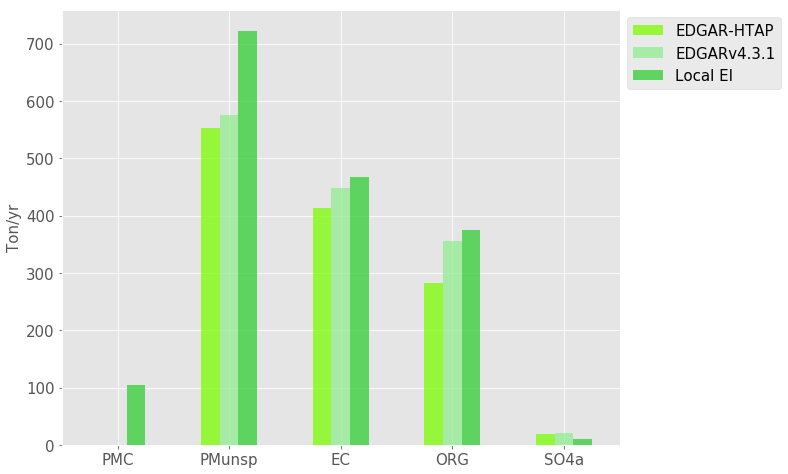 EDGAR-HTAP
EDGARv4.3.1
Local EI
Ton/yr
700
600
500
400
300
200
100
0
PMC PMunsp EC ORG SO4a